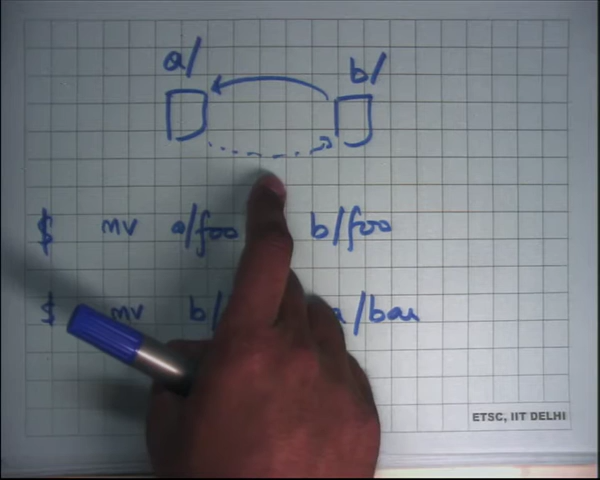 a/ b/
$ mv a/foo b/foo
$ mv b/ a/bar
ETSC, IIT DELHI